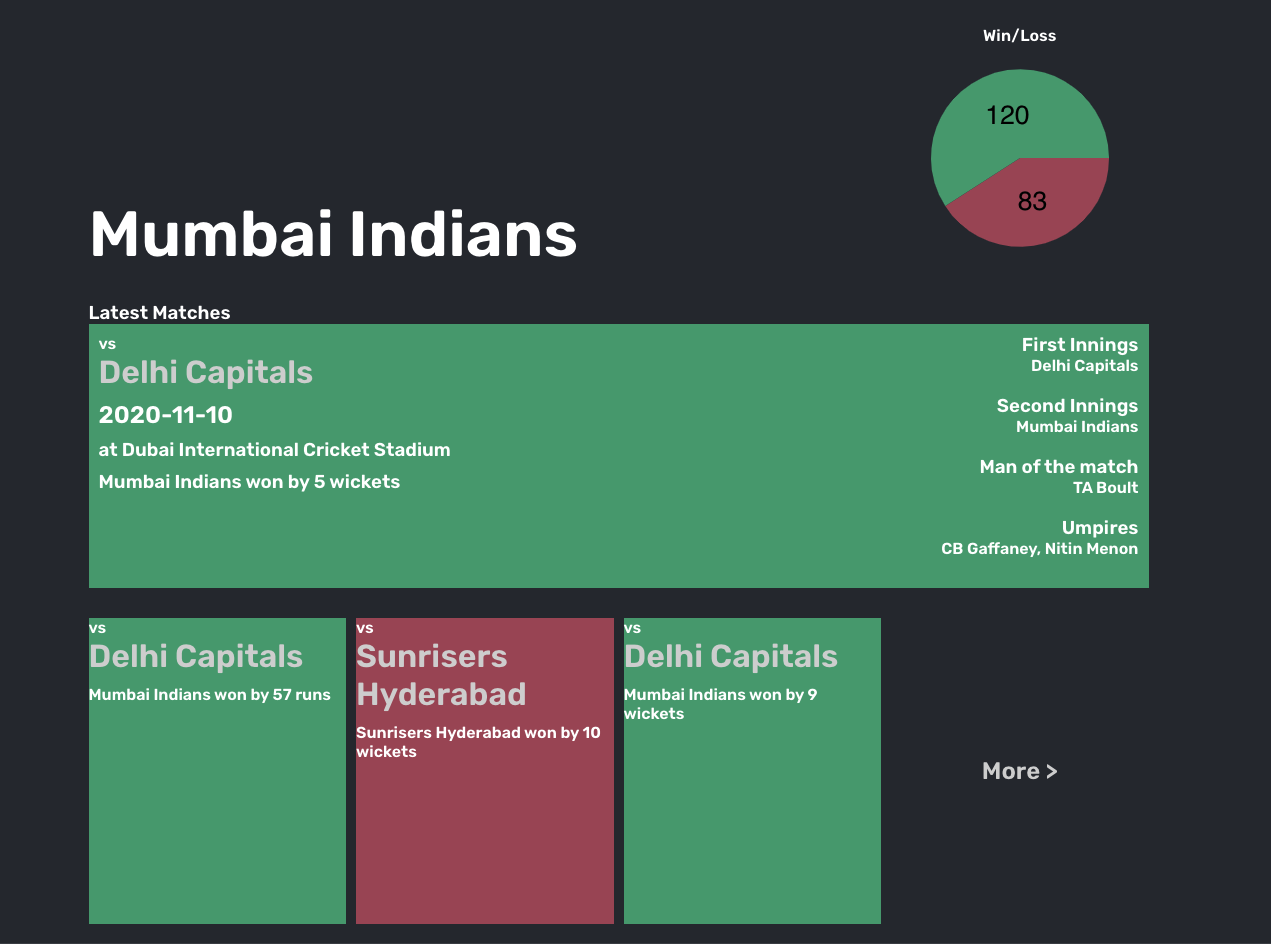 Win/Loss
120
83
Mumbai Indians
Latest Matches
vs
Delhi Capitals
2020-11-10
at Dubai International Cricket Stadium
Mumbai Indians won by 5 wickets
First Innings
Delhi Capitals
Second Innings
Mumbai Indians
Man of the match
TA Boult
Umpires
CB Gaffaney, Nitin Menon
vs
Delhi Capitals
Mumbai Indians won by 57 runs
vs
Sunrisers
Hyderabad
Sunrisers Hyderabad won by 10
wickets
vs
Delhi Capitals
Mumbai Indians won by 9
wickets
More >